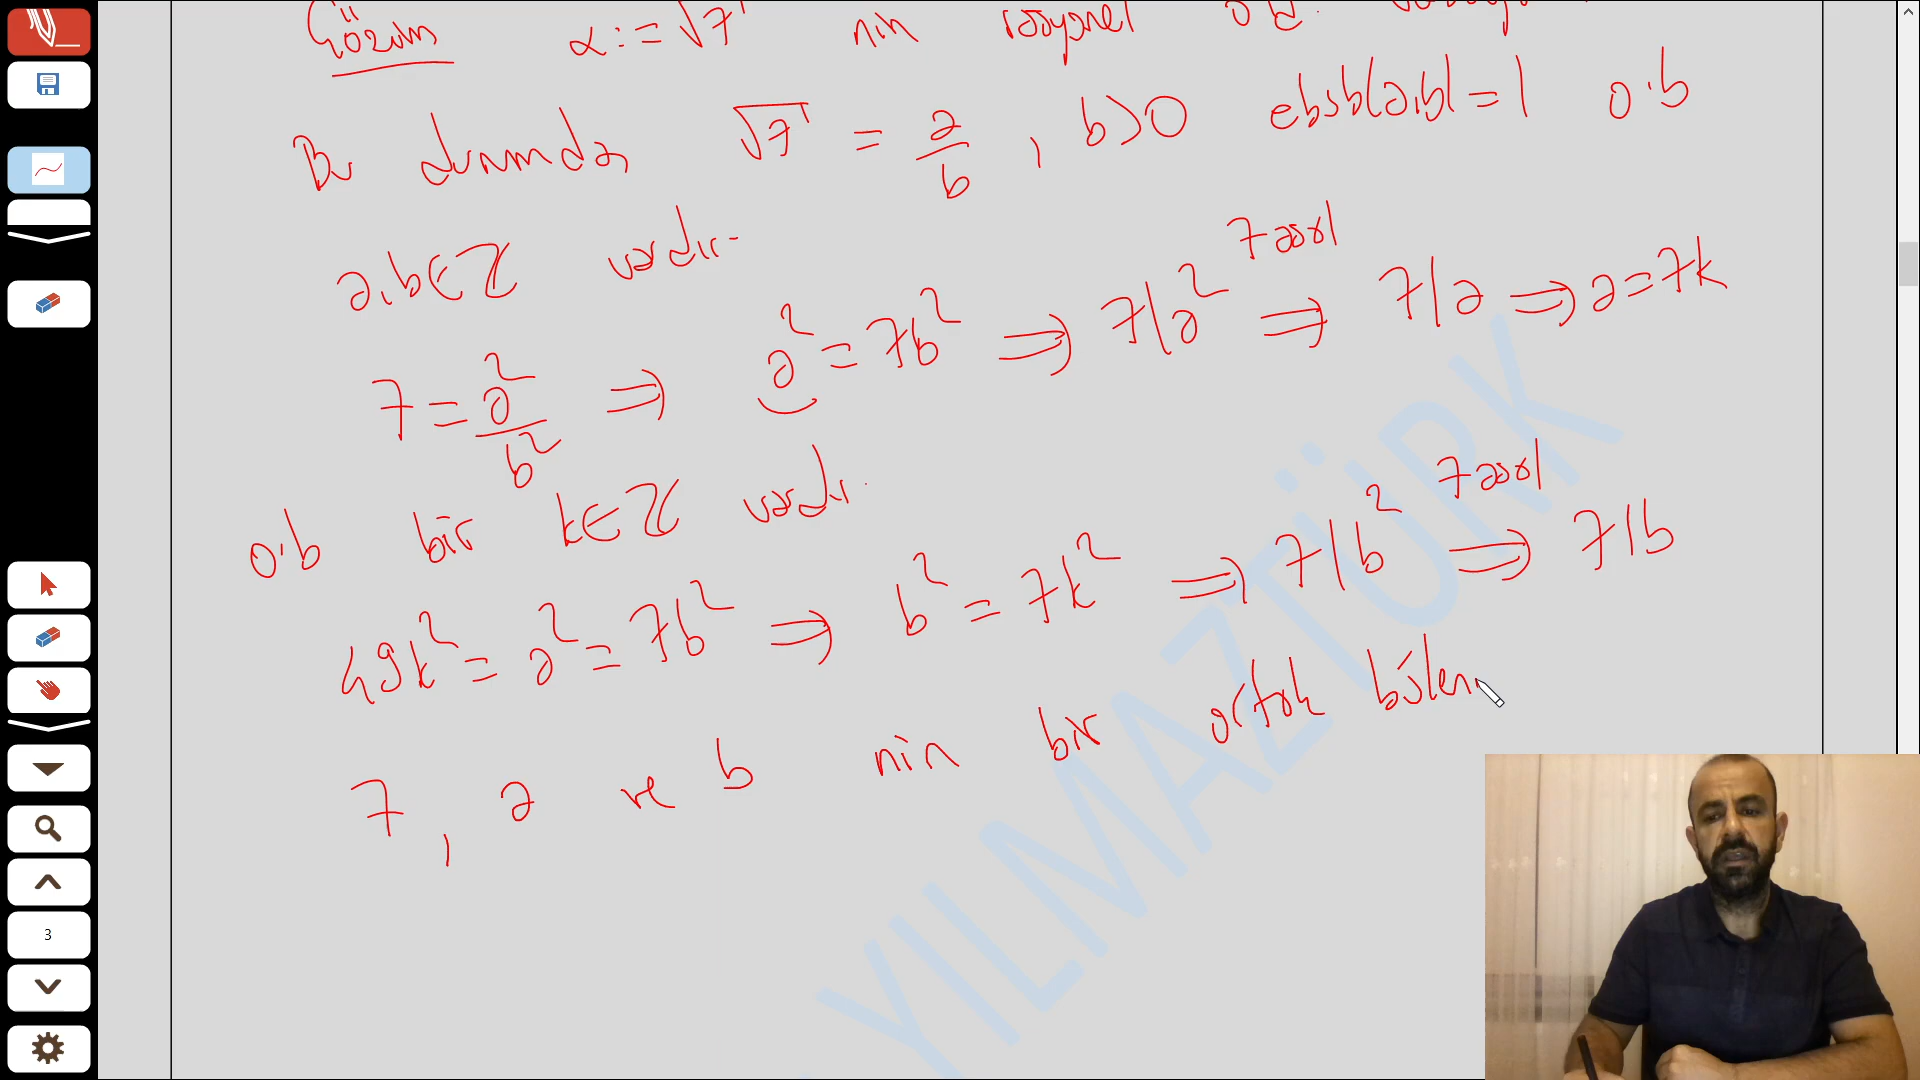 Çözüm α := √7 nin rasyonel old.
Bu durumda, √7 = a/b , b>0 ebob(a,b)=1 ö.b
a,b∈ℤ vardır.
7 = a²/b² ⇒ a² = 7b² ⇒ 7|a² ⇒ (7 asal) 7|a ⇒ a=7k
ö.b bir k∈ℤ vardır.
49k² = a² = 7b² ⇒ b² = 7k² ⇒ 7|b² ⇒ (7 asal) 7|b
7, a ve b nin bir ortak bölen
YILMAZTÜRK
3